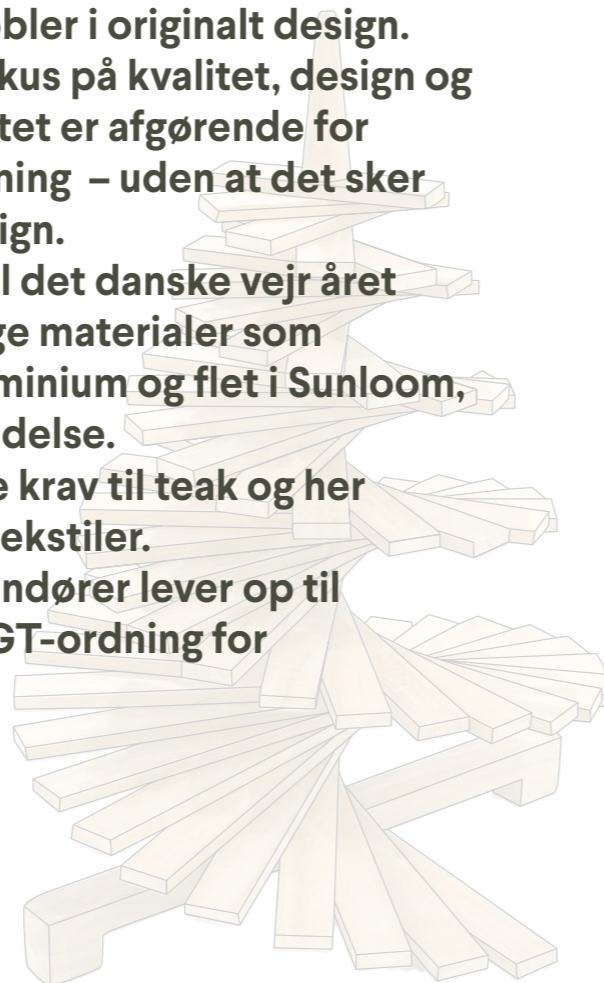 bler i originalt design.
kus på kvalitet, design og
tet er afgørende for
ning – uden at det sker
ign.
l det danske vejr året
ge materialer som
minium og flet i Sunloom,
delse.
e krav til teak og her
ekstiler.
ndører lever op til
GT-ordning for